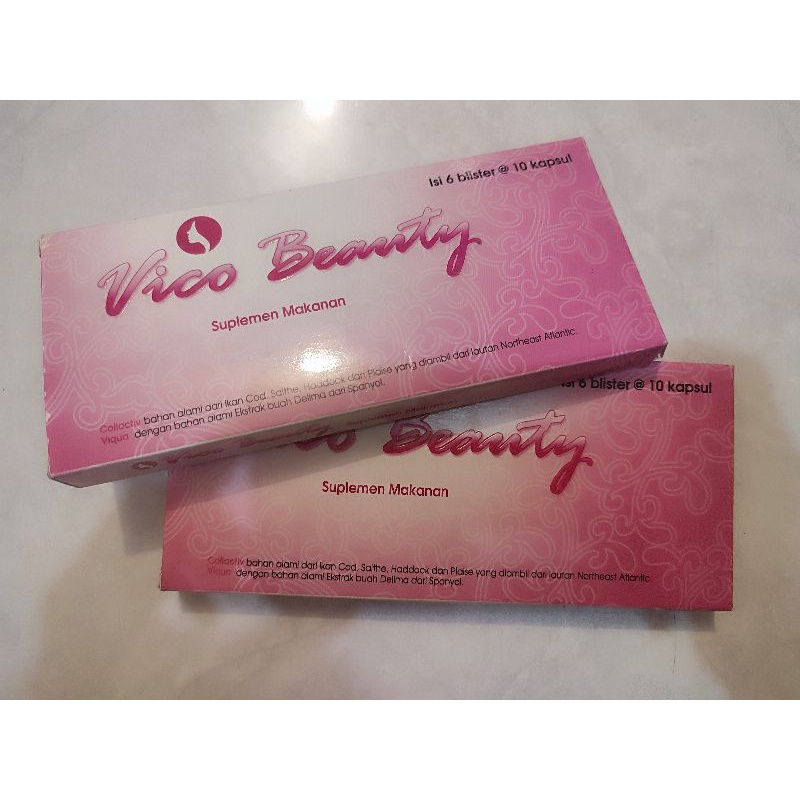 Isi 6 blister @ 10 kapsul
Vico Beauty
Suplemen Makanan
Collactiv bahan alami dari ikan Cod, Saithe, Haddock dan Plaise yang diambil dari lautan Northeast Atlantic.
Viqua dengan bahan alami Ekstrak buah Delima dari Spanyol.
Vico Beauty Suplemen
Isi 6 blister @ 10 kapsul
Beauty
Suplemen Makanan
Collactiv bahan alami dari ikan Cod, Saithe, Haddock dan Plaise yang diambil dari lautan Northeast Atlantic.
Viqua dengan bahan alami Ekstrak buah Delima dari Spanyol.